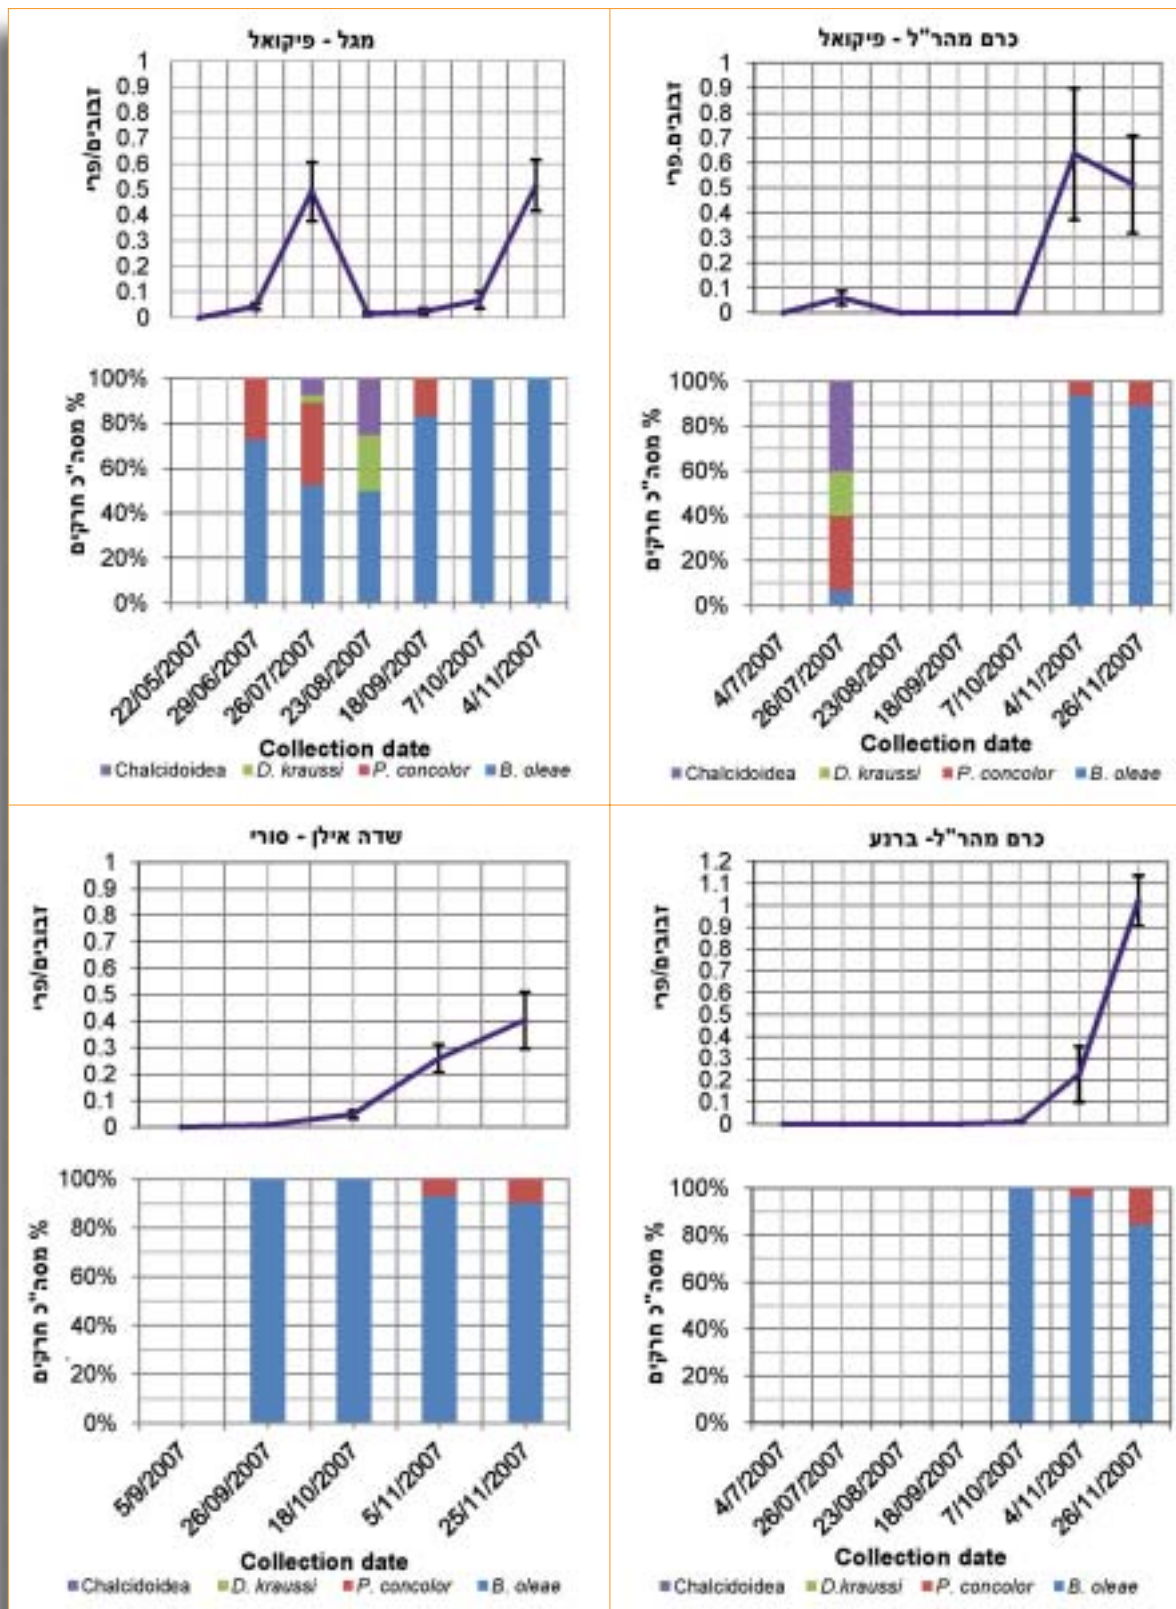 מגל - פיקואל
זבובים/פרי
1
0.9
0.8
0.7
0.6
0.5
0.4
0.3
0.2
0.1
0
% מסה"כ חרקים
100%
80%
60%
40%
20%
0%
22/05/2007 29/06/2007 26/07/2007 23/08/2007 18/09/2007 7/10/2007 4/11/2007
Collection date
Chalcidoidea D. kraussi P. concolor B. oleae
כרם מהר"ל - פיקואל
זבובים.פרי
1
0.9
0.8
0.7
0.6
0.5
0.4
0.3
0.2
0.1
0
% מסה"כ חרקים
100%
80%
60%
40%
20%
0%
4/7/2007 26/07/2007 23/08/2007 18/09/2007 7/10/2007 4/11/2007 26/11/2007
Collection date
Chalcidoidea D. kraussi P. concolor B. oleae
שדה אילן - סורי
זבובים/פרי
1
0.9
0.8
0.7
0.6
0.5
0.4
0.3
0.2
0.1
0
% מסה"כ חרקים
100%
80%
60%
40%
20%
0%
5/9/2007 26/09/2007 18/10/2007 5/11/2007 25/11/2007
Collection date
Chalcidoidea D. kraussi P. concolor B. oleae
כרם מהר"ל- ברנע
זבובים/פרי
1.2
1.1
1
0.9
0.8
0.7
0.6
0.5
0.4
0.3
0.2
0.1
0
% מסה"כ חרקים
100%
80%
60%
40%
20%
0%
4/7/2007 26/07/2007 23/08/2007 18/09/2007 7/10/2007 4/11/2007 26/11/2007
Collection date
Chalcidoidea D.kraussi P. concolor B. oleae